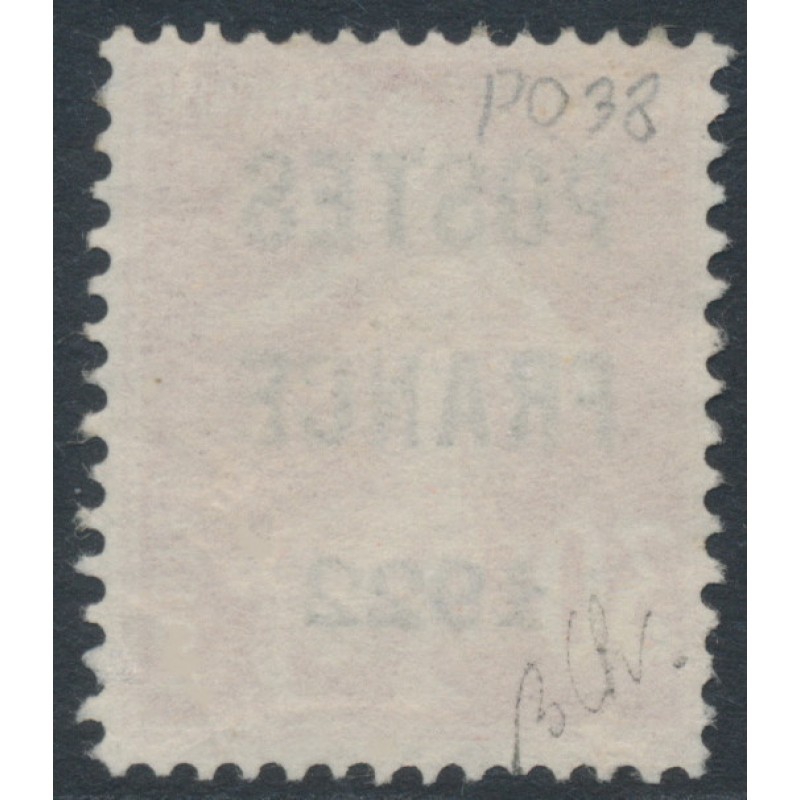 PO38
POSTES
FRANCE
1922